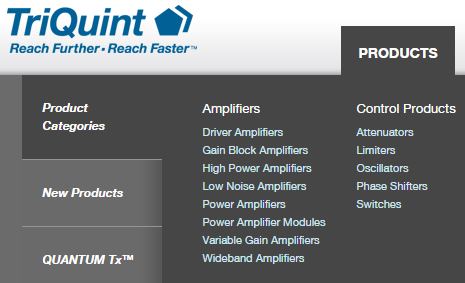 TriQuint
Reach Further · Reach Faster™
PRODUCTS
Product
Categories
New Products
QUANTUM Tx™
Amplifiers
Driver Amplifiers
Gain Block Amplifiers
High Power Amplifiers
Low Noise Amplifiers
Power Amplifiers
Power Amplifier Modules
Variable Gain Amplifiers
Wideband Amplifiers
Control Products
Attenuators
Limiters
Oscillators
Phase Shifters
Switches